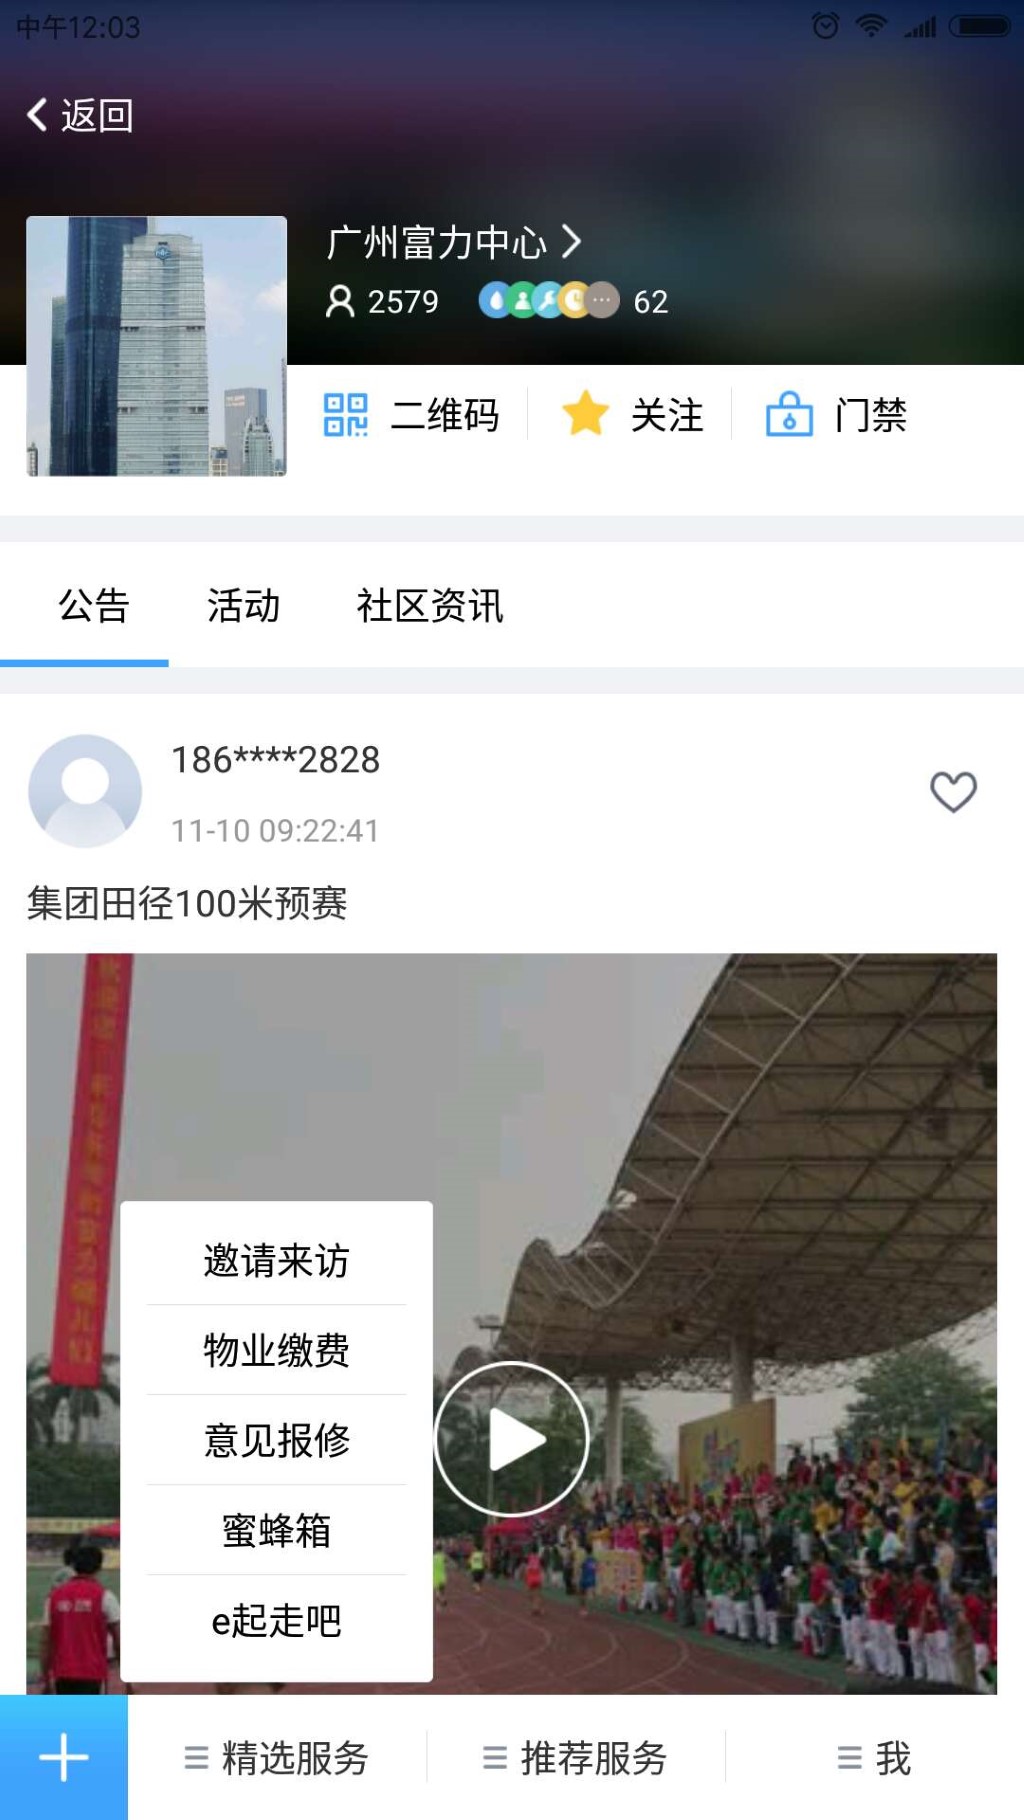 中午12:03
返回
广州富力中心
2579
62
二维码
关注
门禁
公告
活动
社区资讯
186****2828
11-10 09:22:41
集团田径100米预赛
邀请来访
物业缴费
意见报修
蜜蜂箱
e起走吧
精选服务
推荐服务
我